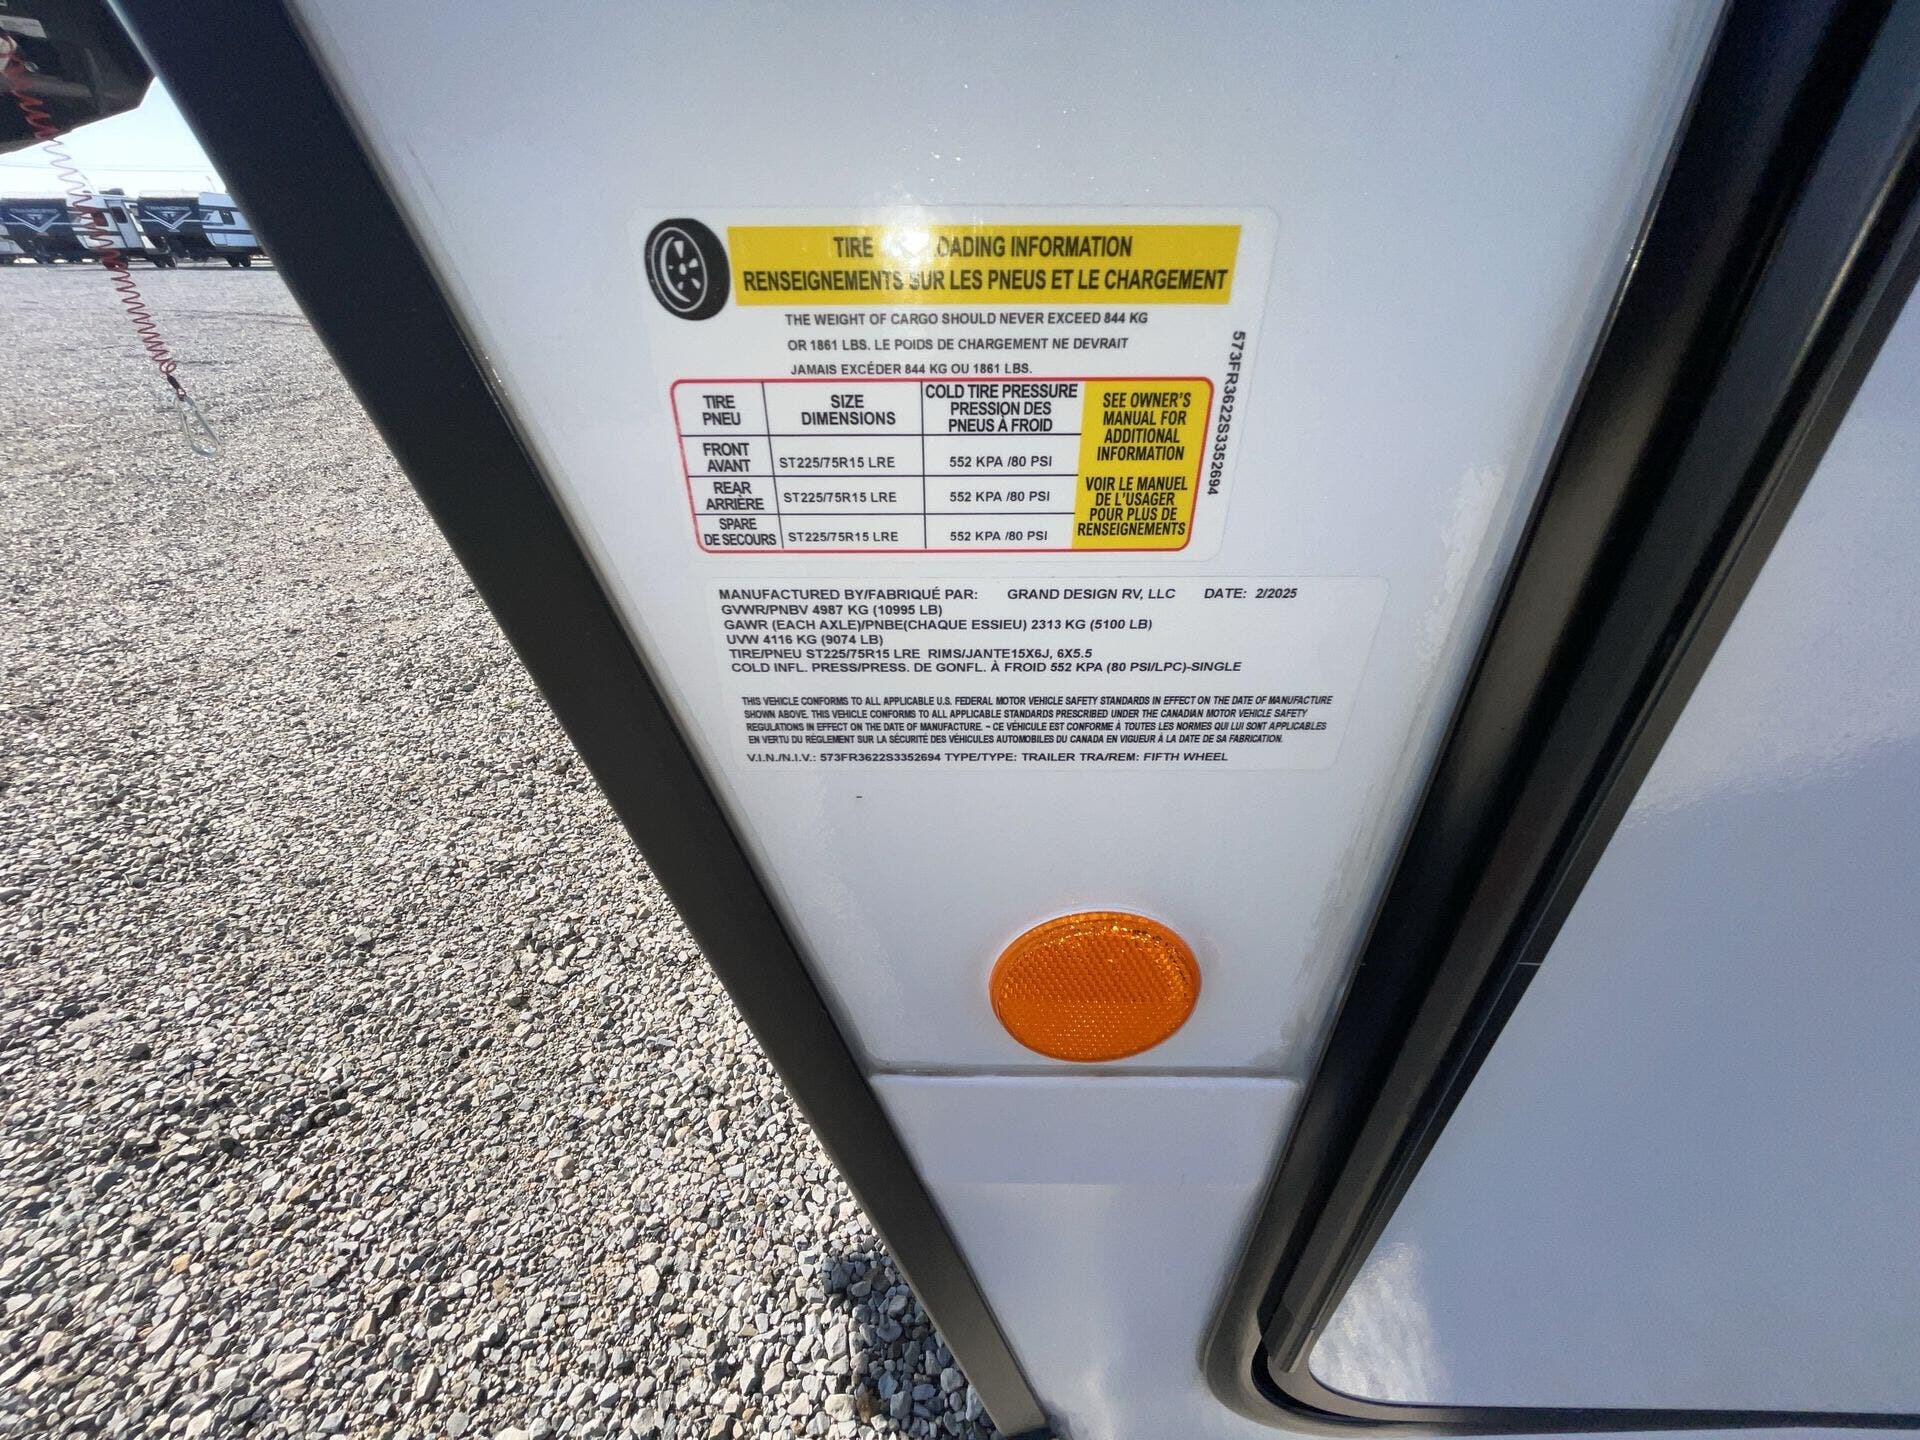 TIRE OADING INFORMATION
RENSEIGNEMENTS SUR LES PNEUS ET LE CHARGEMENT
THE WEIGHT OF CARGO SHOULD NEVER EXCEED 844 KG
OR 1861 LBS. LE POIDS DE CHARGEMENT NE DEVRAIT
JAMAIS EXCÉDER 844 KG OU 1861 LBS.
TIRE
PNEU
SIZE
DIMENSIONS
COLD TIRE PRESSURE
PRESSION DES
PNEUS À FROID
SEE OWNER'S
MANUAL FOR
ADDITIONAL
INFORMATION
FRONT
AVANT
ST225/75R15 LRE
552 KPA /80 PSI
REAR
ARRIÈRE
ST225/75R15 LRE
552 KPA /80 PSI
VOIR LE MANUEL
DE L'USAGER
POUR PLUS DE
RENSEIGNEMENTS
SPARE
DE SECOURS
ST225/75R15 LRE
552 KPA /80 PSI
573FR3622S3352694
MANUFACTURED BY/FABRIQUÉ PAR: GRAND DESIGN RV, LLC DATE: 2/2025
GVWR/PNBV 4987 KG (10995 LB)
GAWR (EACH AXLE)/PNBE(CHAQUE ESSIEU) 2313 KG (5100 LB)
UVW 4116 KG (9074 LB)
TIRE/PNEU ST225/75R15 LRE RIMS/JANTE15X6J, 6X5.5
COLD INFL. PRESS/PRESS. DE GONFL. À FROID 552 KPA (80 PSI/LPC)-SINGLE
THIS VEHICLE CONFORMS TO ALL APPLICABLE U.S. FEDERAL MOTOR VEHICLE SAFETY STANDARDS IN EFFECT ON THE DATE OF MANUFACTURE
SHOWN ABOVE. THIS VEHICLE CONFORMS TO ALL APPLICABLE STANDARDS PRESCRIBED UNDER THE CANADIAN MOTOR VEHICLE SAFETY
REGULATIONS IN EFFECT ON THE DATE OF MANUFACTURE. - CE VÉHICULE EST CONFORME À TOUTES LES NORMES QUI LUI SONT APPLICABLES
EN VERTU DU RÈGLEMENT SUR LA SÉCURITÉ DES VÉHICULES AUTOMOBILES DU CANADA EN VIGUEUR À LA DATE DE SA FABRICATION.
V.I.N./N.I.V.: 573FR3622S3352694 TYPE/TYPE: TRAILER TRA/REM: FIFTH WHEEL